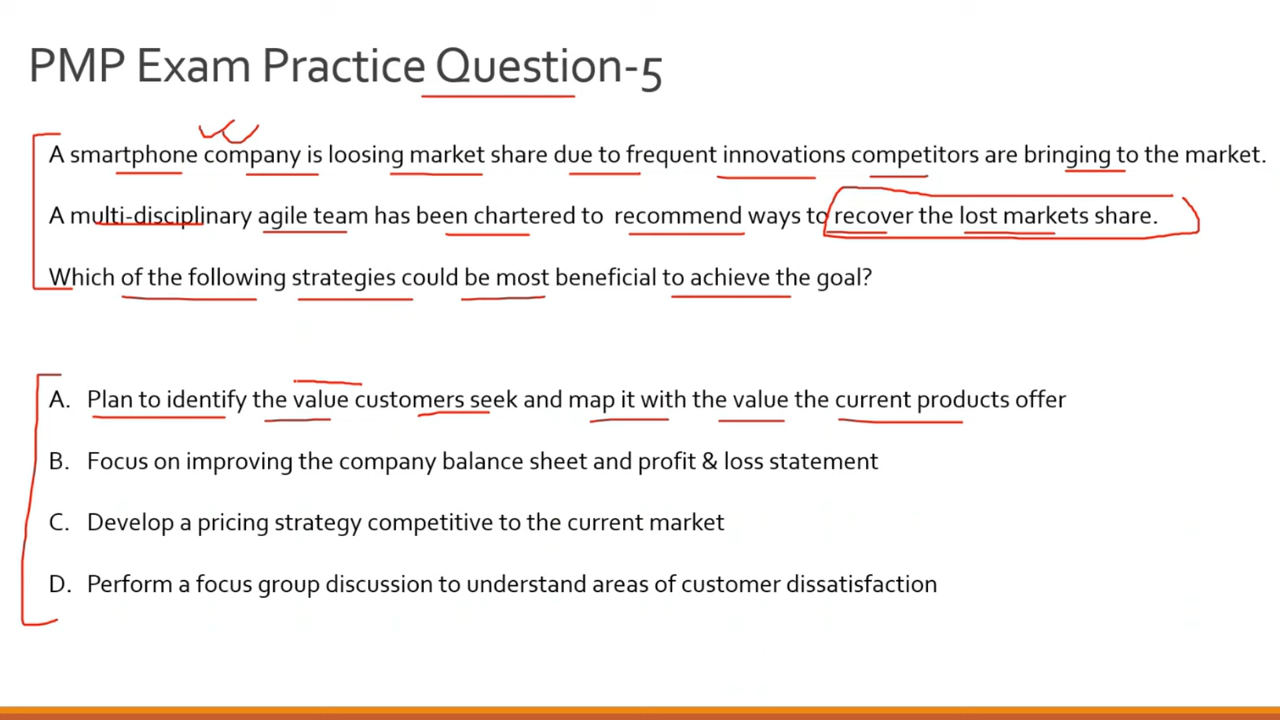 PMP Exam Practice Question-5
A smartphone company is loosing market share due to frequent innovations competitors are bringing to the market.
A multi-disciplinary agile team has been chartered to recommend ways to recover the lost markets share.
Which of the following strategies could be most beneficial to achieve the goal?
A. Plan to identify the value customers seek and map it with the value the current products offer
B. Focus on improving the company balance sheet and profit & loss statement
C. Develop a pricing strategy competitive to the current market
D. Perform a focus group discussion to understand areas of customer dissatisfaction